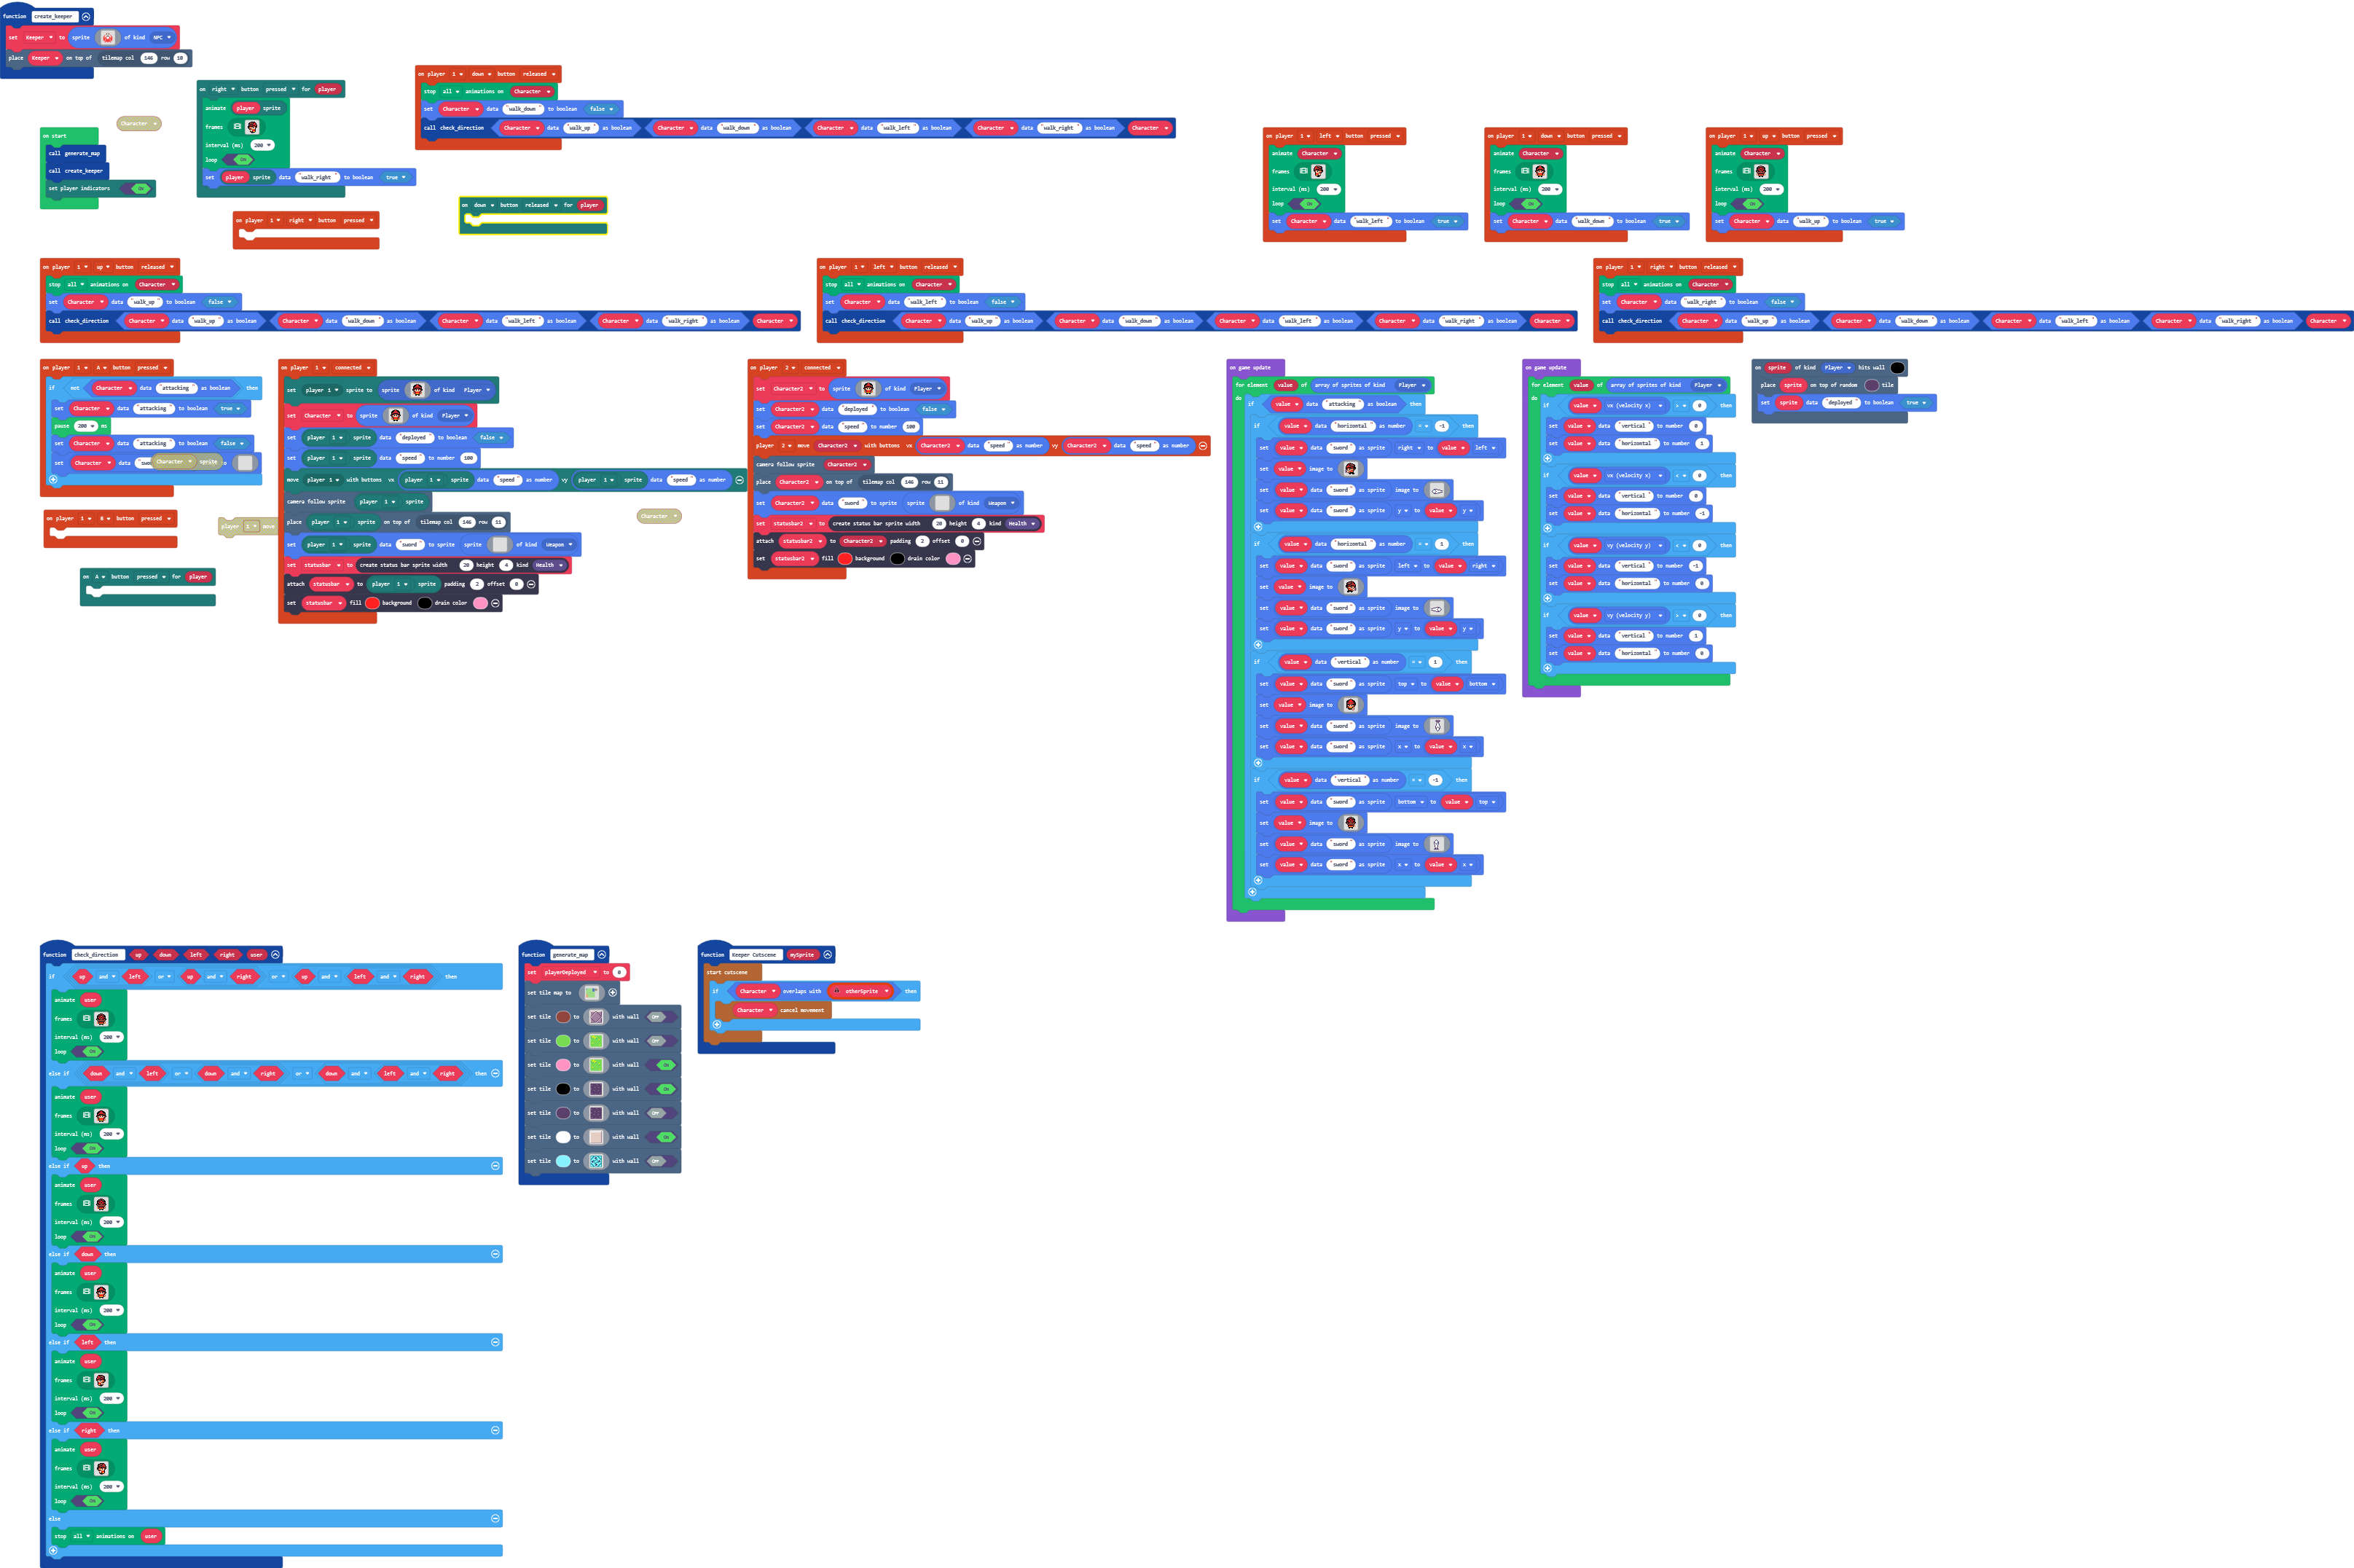 function create_keeper
set Keeper to sprite of kind NPC
place Keeper on top of tilemap col 146 row 10
on start
call generate_map
call create_keeper
set player indicators ON
Character
on right button pressed for player
animate player sprite
frames
interval (ms) 200
loop ON
set player sprite data "walk_right" to boolean true
on player 1 right button pressed
on player 1 down button released
stop all animations on Character
set Character data "walk_down" to boolean false
call check_direction Character data "walk_up" as boolean Character data "walk_down" as boolean Character data "walk_left" as boolean Character data "walk_right" as boolean Character
on down button released for player
on player 1 left button pressed
animate Character
frames
interval (ms) 200
loop ON
set Character data "walk_left" to boolean true
on player 1 down button pressed
animate Character
frames
interval (ms) 200
loop ON
set Character data "walk_down" to boolean true
on player 1 up button pressed
animate Character
frames
interval (ms) 200
loop ON
set Character data "walk_up" to boolean true
on player 1 up button released
stop all animations on Character
set Character data "walk_up" to boolean false
call check_direction Character data "walk_up" as boolean Character data "walk_down" as boolean Character data "walk_left" as boolean Character data "walk_right" as boolean Character
on player 1 left button released
stop all animations on Character
set Character data "walk_left" to boolean false
call check_direction Character data "walk_up" as boolean Character data "walk_down" as boolean Character data "walk_left" as boolean Character data "walk_right" as boolean Character
on player 1 right button released
stop all animations on Character
set Character data "walk_right" to boolean false
call check_direction Character data "walk_up" as boolean Character data "walk_down" as boolean Character data "walk_left" as boolean Character data "walk_right" as boolean Character
on player 1 A button pressed
if not Character data "attacking" as boolean then
set Character data "attacking" to boolean true
pause 200 ms
set Character data "attacking" to boolean false
set Character data
Character sprite
on player 1 B button pressed
player 1 move
on A button pressed for player
on player 1 connected
set player 1 sprite to sprite of kind Player
set Character to sprite of kind Player
set player 1 sprite data "deployed" to boolean false
set player 1 sprite data "speed" to number 100
move player 1 with buttons vx player 1 sprite data "speed" as number vy player 1 sprite data "speed" as number
camera follow sprite player 1 sprite
place player 1 sprite on top of tilemap col 146 row 11
set player 1 sprite data "sword" to sprite sprite of kind Weapon
set statusbar to create status bar sprite width 20 height 4 kind Health
attach statusbar to player 1 sprite padding 2 offset 0
set statusbar fill background drain color
Character
on player 2 connected
set Character2 to sprite of kind Player
set Character2 data "deployed" to boolean false
set Character2 data "speed" to number 100
player 2 move Character2 with buttons vx Character2 data "speed" as number vy Character2 data "speed" as number
camera follow sprite Character2
place Character2 on top of tilemap col 146 row 11
set Character2 data "sword" to sprite sprite of kind Weapon
set statusbar2 to create status bar sprite width 20 height 4 kind Health
attach statusbar2 to Character2 padding 2 offset 0
set statusbar2 fill background drain color
on game update
for element value of array of sprites of kind Player
do
if value data "attacking" as boolean then
if value data "horizontal" as number = -1 then
set value data "sword" as sprite right to value left
set value image to
set value data "sword" as sprite image to
set value data "sword" as sprite y to value y
if value data "horizontal" as number = 1 then
set value data "sword" as sprite left to value right
set value image to
set value data "sword" as sprite image to
set value data "sword" as sprite y to value y
if value data "vertical" as number = 1 then
set value data "sword" as sprite top to value bottom
set value image to
set value data "sword" as sprite image to
set value data "sword" as sprite x to value x
if value data "vertical" as number = -1 then
set value data "sword" as sprite bottom to value top
set value image to
set value data "sword" as sprite image to
set value data "sword" as sprite x to value x
on game update
for element value of array of sprites of kind Player
do
if value vx (velocity x) > 0 then
set value data "vertical" to number 0
set value data "horizontal" to number 1
if value vx (velocity x) < 0 then
set value data "vertical" to number 0
set value data "horizontal" to number -1
if value vy (velocity y) < 0 then
set value data "vertical" to number -1
set value data "horizontal" to number 0
if value vy (velocity y) > 0 then
set value data "vertical" to number 1
set value data "horizontal" to number 0
on sprite of kind Player hits wall
place sprite on top of random tile
set sprite data "deployed" to boolean true
function check_direction up down left right user
if up and left or up and right or up and left and right then
animate user
frames
interval (ms) 200
loop ON
else if down and left or down and right or down and left and right then
animate user
frames
interval (ms) 200
loop ON
else if up then
animate user
frames
interval (ms) 200
loop ON
else if down then
animate user
frames
interval (ms) 200
loop ON
else if left then
animate user
frames
interval (ms) 200
loop ON
else if right then
animate user
frames
interval (ms) 200
loop ON
else
stop all animations on user
function generate_map
set playerDeployed to 0
set tile map to
set tile to with wall OFF
set tile to with wall OFF
set tile to with wall ON
set tile to with wall ON
set tile to with wall OFF
set tile to with wall ON
set tile to with wall OFF
function Keeper Cutscene mySprite
start cutscene
if Character overlaps with otherSprite then
Character cancel movement